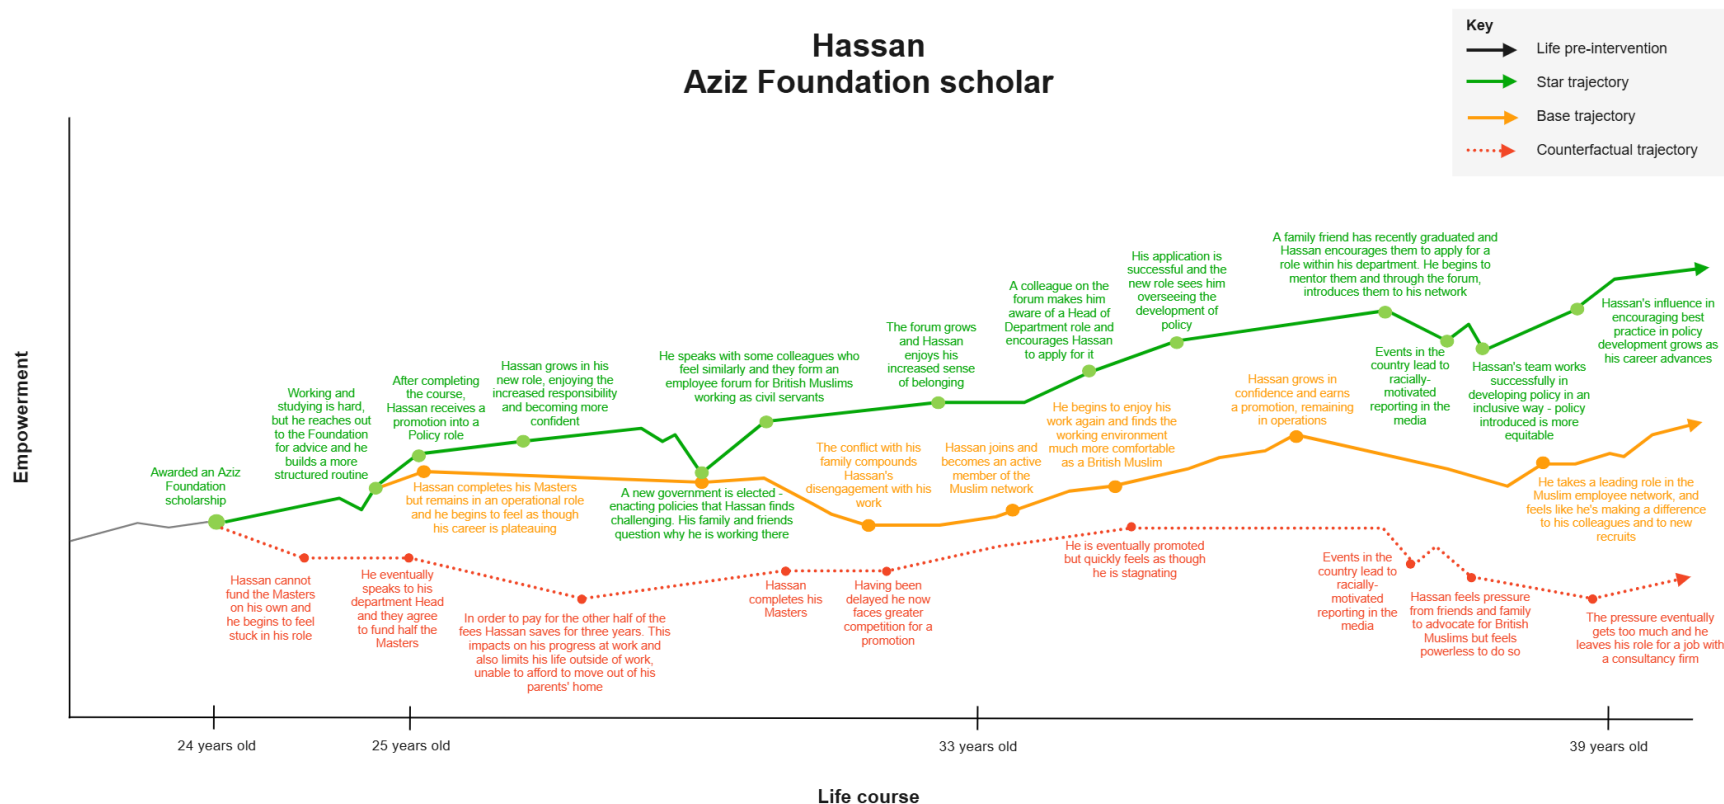 Hassan
Aziz Foundation scholar
Key
Life pre-intervention
Star trajectory
Base trajectory
Counterfactual trajectory
Empowerment
Awarded an Aziz
Foundation
scholarship
Working and
studying is hard,
but he reaches out
to the Foundation
for advice and he
builds a more
structured routine
After completing
the course,
Hassan receives a
promotion into a
Policy role
Hassan grows in his
new role, enjoying the
increased responsibility
and becoming more
confident
He speaks with some colleagues who
feel similarly and they form an
employee forum for British Muslims
working as civil servants
The forum grows
and Hassan
enjoys his
increased sense
of belonging
A colleague on the
forum makes him
aware of a Head of
Department role and
encourages Hassan
to apply for it
His application is
successful and the
new role sees him
overseeing the
development of
policy
A family friend has recently graduated and
Hassan encourages them to apply for a
role within his department. He begins to
mentor them and through the forum,
introduces them to his network
Events in the
country lead to
racially-
motivated
reporting in the
media
Hassan's team works
successfully in
developing policy in an
inclusive way - policy
introduced is more
equitable
Hassan's influence in
encouraging best
practice in policy
development grows as
his career advances
Hassan completes his Masters
but remains in an operational role
and he begins to feel as though
his career is plateauing
A new government is elected -
enacting policies that Hassan finds
challenging. His family and friends
question why he is working there
The conflict with his
family compounds
Hassan's
disengagement with his
work
Hassan joins and
becomes an active
member of the
Muslim network
He begins to enjoy his
work again and finds the
working environment
much more comfortable
as a British Muslim
Hassan grows in
confidence and earns
a promotion, remaining
in operations
He takes a leading role in the
Muslim employee network, and
feels like he's making a difference
to his colleagues and to new
recruits
Hassan cannot
fund the Masters
on his own and
he begins to feel
stuck in his role
He eventually
speaks to his
department Head
and they agree
to fund half the
Masters
In order to pay for the other half of the
fees Hassan saves for three years. This
impacts on his progress at work and
also limits his life outside of work,
unable to afford to move out of his
parents' home
Hassan
completes his
Masters
Having been
delayed he now
faces greater
competition for a
promotion
He is eventually promoted
but quickly feels as though
he is stagnating
Events in the
country lead to
racially-
motivated
reporting in the
media
Hassan feels pressure
from friends and family
to advocate for British
Muslims but feels
powerless to do so
The pressure eventually
gets too much and he
leaves his role for a job with
a consultancy firm
24 years old
25 years old
33 years old
39 years old
Life course